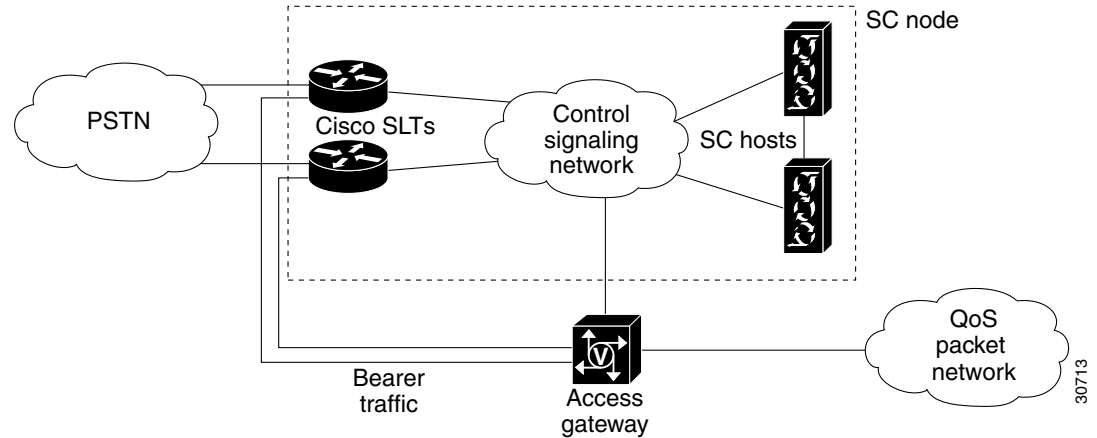 SC node
PSTN
Cisco SLTs
Control
signaling
network
SC hosts
V
QoS
packet
network
Bearer
traffic
Access
gateway
30713